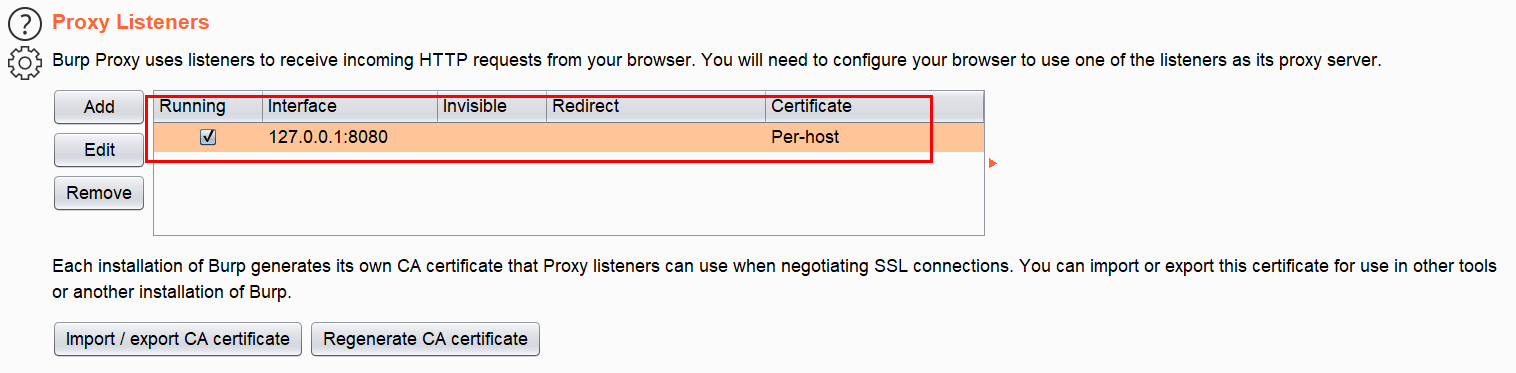 Proxy Listeners
Burp Proxy uses listeners to receive incoming HTTP requests from your browser. You will need to configure your browser to use one of the listeners as its proxy server.
Add
Running Interface Invisible Redirect Certificate
127.0.0.1:8080 Per-host
Edit
Remove
Each installation of Burp generates its own CA certificate that Proxy listeners can use when negotiating SSL connections. You can import or export this certificate for use in other tools
or another installation of Burp.
Import / export CA certificate Regenerate CA certificate